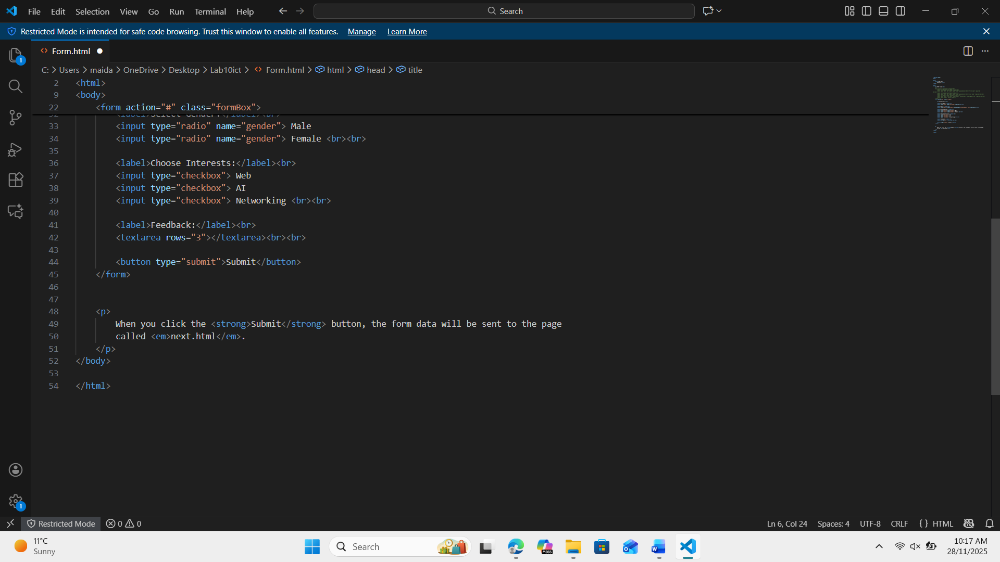 File Edit Selection View Go Run Terminal Help Search
Restricted Mode is intended for safe code browsing. Trust this window to enable all features. Manage Learn More
1
Form.html
C: > Users > maida > OneDrive > Desktop > Lab10ict > Form.html > html > head > title
2 <html>
9 <body>
22 <form action="#" class="formBox">
33 <input type="radio" name="gender"> Male
34 <input type="radio" name="gender"> Female <br><br>
35
36 <label>Choose Interests:</label><br>
37 <input type="checkbox"> Web
38 <input type="checkbox"> AI
39 <input type="checkbox"> Networking <br><br>
40
41 <label>Feedback:</label><br>
42 <textarea rows="3"></textarea><br><br>
43
44 <button type="submit">Submit</button>
45 </form>
46
47
48 <p>
49 When you click the <strong>Submit</strong> button, the form data will be sent to the page
50 called <em>next.html</em>.
51 </p>
52 </body>
53
54 </html>
1
Restricted Mode 0 0 Ln 6, Col 24 Spaces: 4 UTF-8 CRLF {} HTML
11°C
Sunny
Search
M365
10:17 AM
28/11/2025